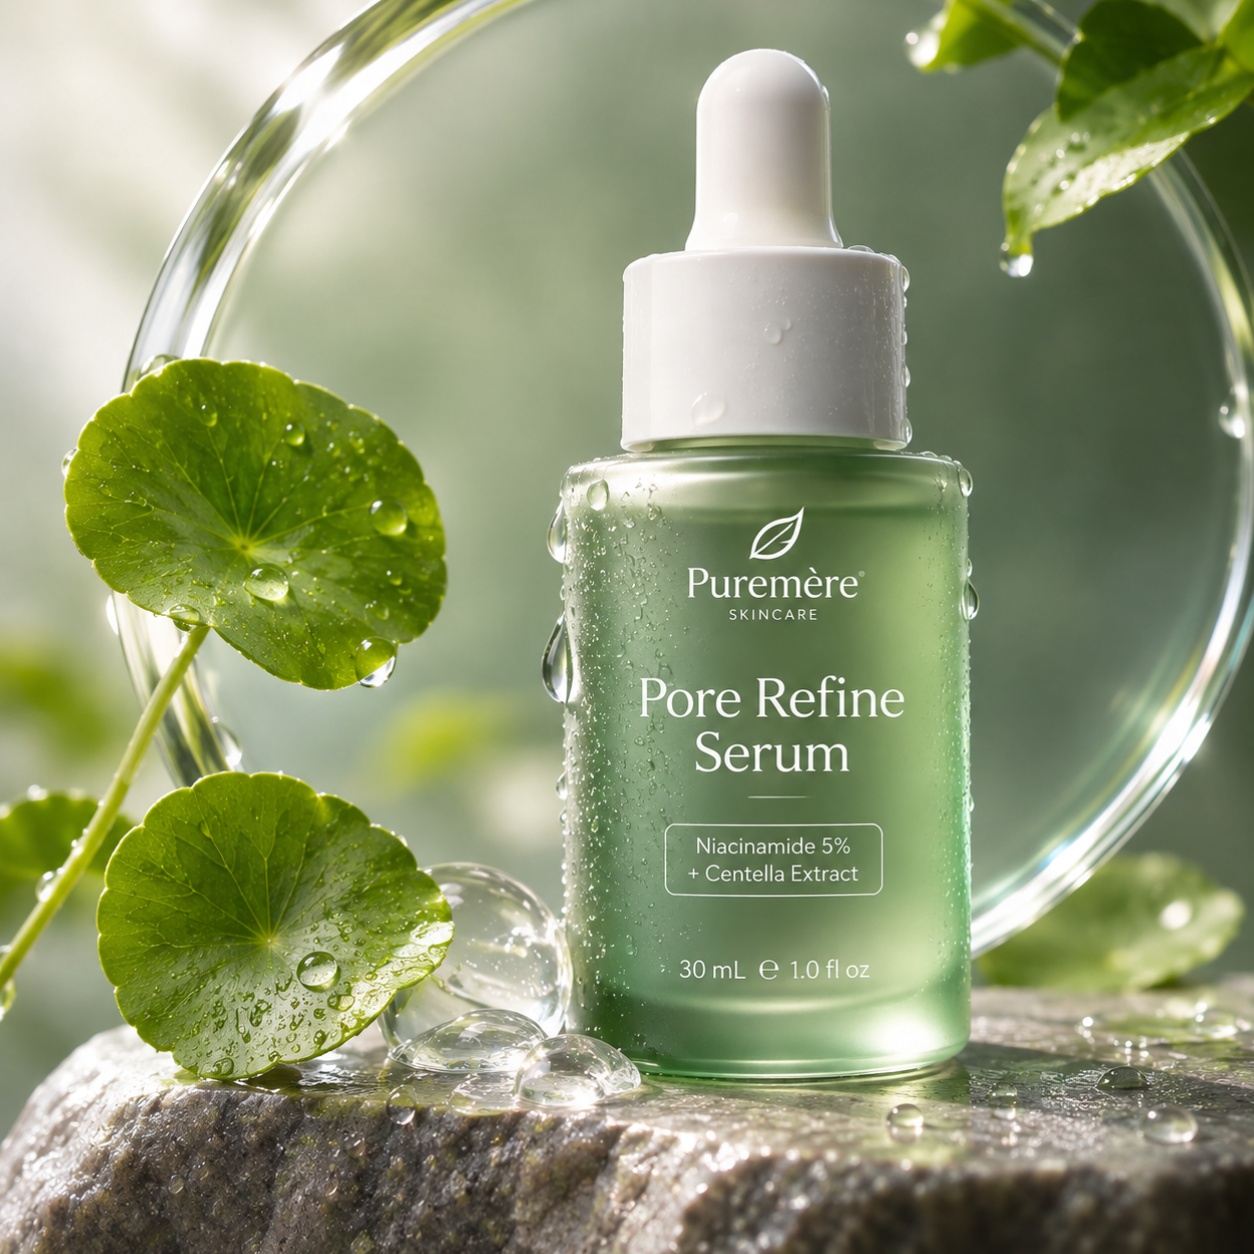 Puremère®
SKINCARE
Pore Refine
Serum
Niacinamide 5%
+ Centella Extract
30 mL ℮ 1.0 fl oz